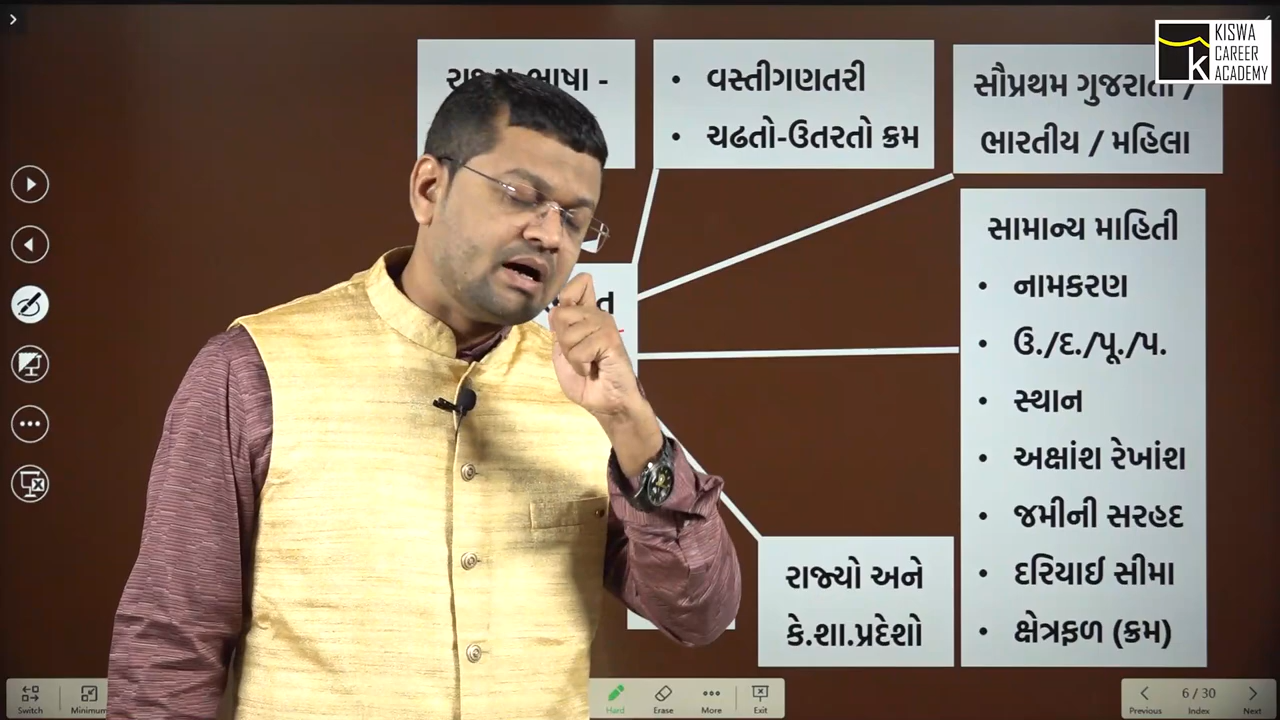 KISWA
CAREER
ACADEMY
ભાષા -
• વસ્તીગણતરી
• ચઢતો-ઉતરતો ક્રમ
સૌપ્રથમ ગુજરાતી /
ભારતીય / મહિલા
સામાન્ય માહિતી
• નામકરણ
• ઉ./દ./પૂ./પ.
• સ્થાન
• અક્ષાંશ રેખાંશ
• જમીની સરહદ
• દરિયાઈ સીમા
• ક્ષેત્રફળ (ક્રમ)
રાજ્યો અને
કે.શા.પ્રદેશો
Switch
Minimum
Hard
Erase
More
Exit
6 / 30
Previous
Index
Next